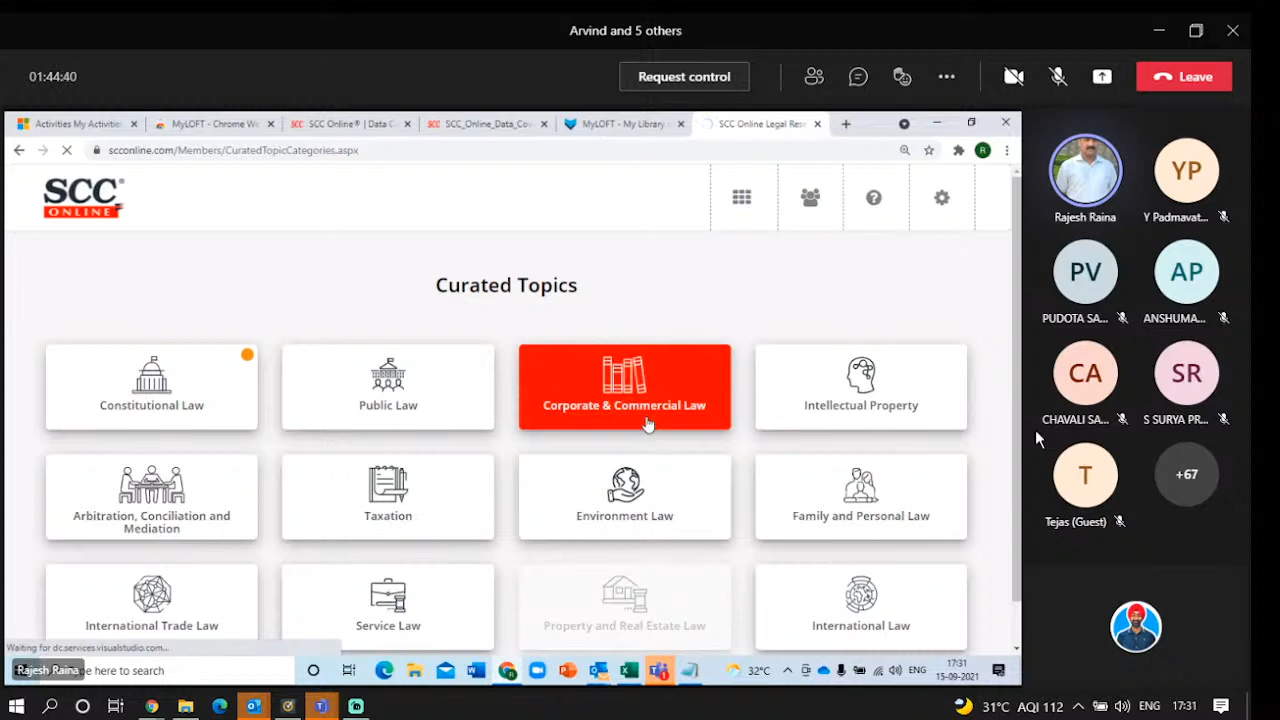 Arvind and 5 others
01:44:40
Request control
Leave
Activities My Activitie
MyLOFT - Chrome We
SCC Online® | Data C
SCC_Online_Data_Cov
MyLOFT - My Library
SCC Online Legal Rese
scconline.com/Members/CuratedTopicCategories.aspx
SCC®
ONLINE
Curated Topics
Constitutional Law
Public Law
Corporate & Commercial Law
Intellectual Property
Arbitration, Conciliation and
Mediation
Taxation
Environment Law
Family and Personal Law
International Trade Law
Service Law
Property and Real Estate Law
International Law
Waiting for dc.services.visualstudio.com...
Rajesh Raina
here to search
32°C
ENG
17:31
15-09-2021
Rajesh Raina
YP
Y Padmavat...
PV
PUDOTA SA...
AP
ANSHUMA...
CA
CHAVALI SA...
SR
S SURYA PR...
T
Tejas (Guest)
+67
31°C AQI 112
ENG
17:31